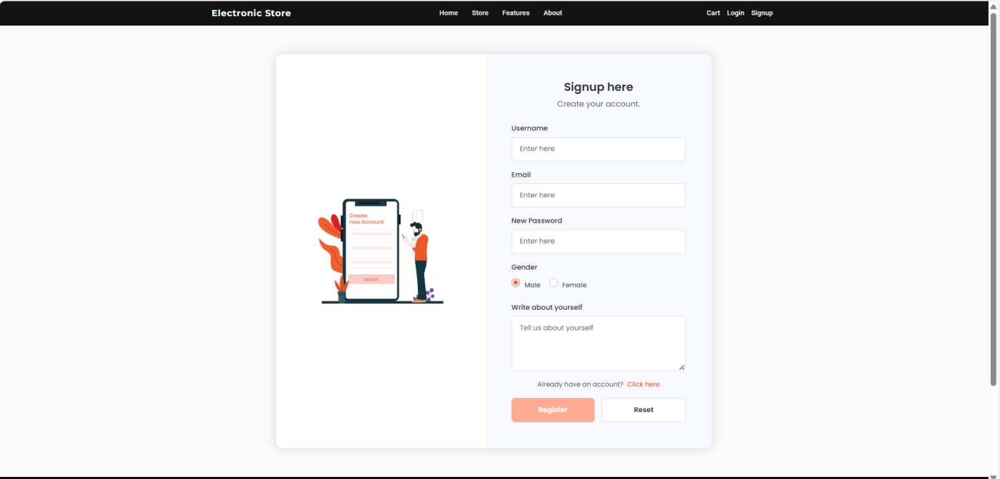 Electronic Store Home Store Features About Cart Login Signup
Signup here
Create your account.
Username
Enter here
Email
Enter here
New Password
Enter here
Gender
Male Female
Write about yourself
Tell us about yourself
Already have an account? Click here
Register Reset
Create
new Account
SIGN UP